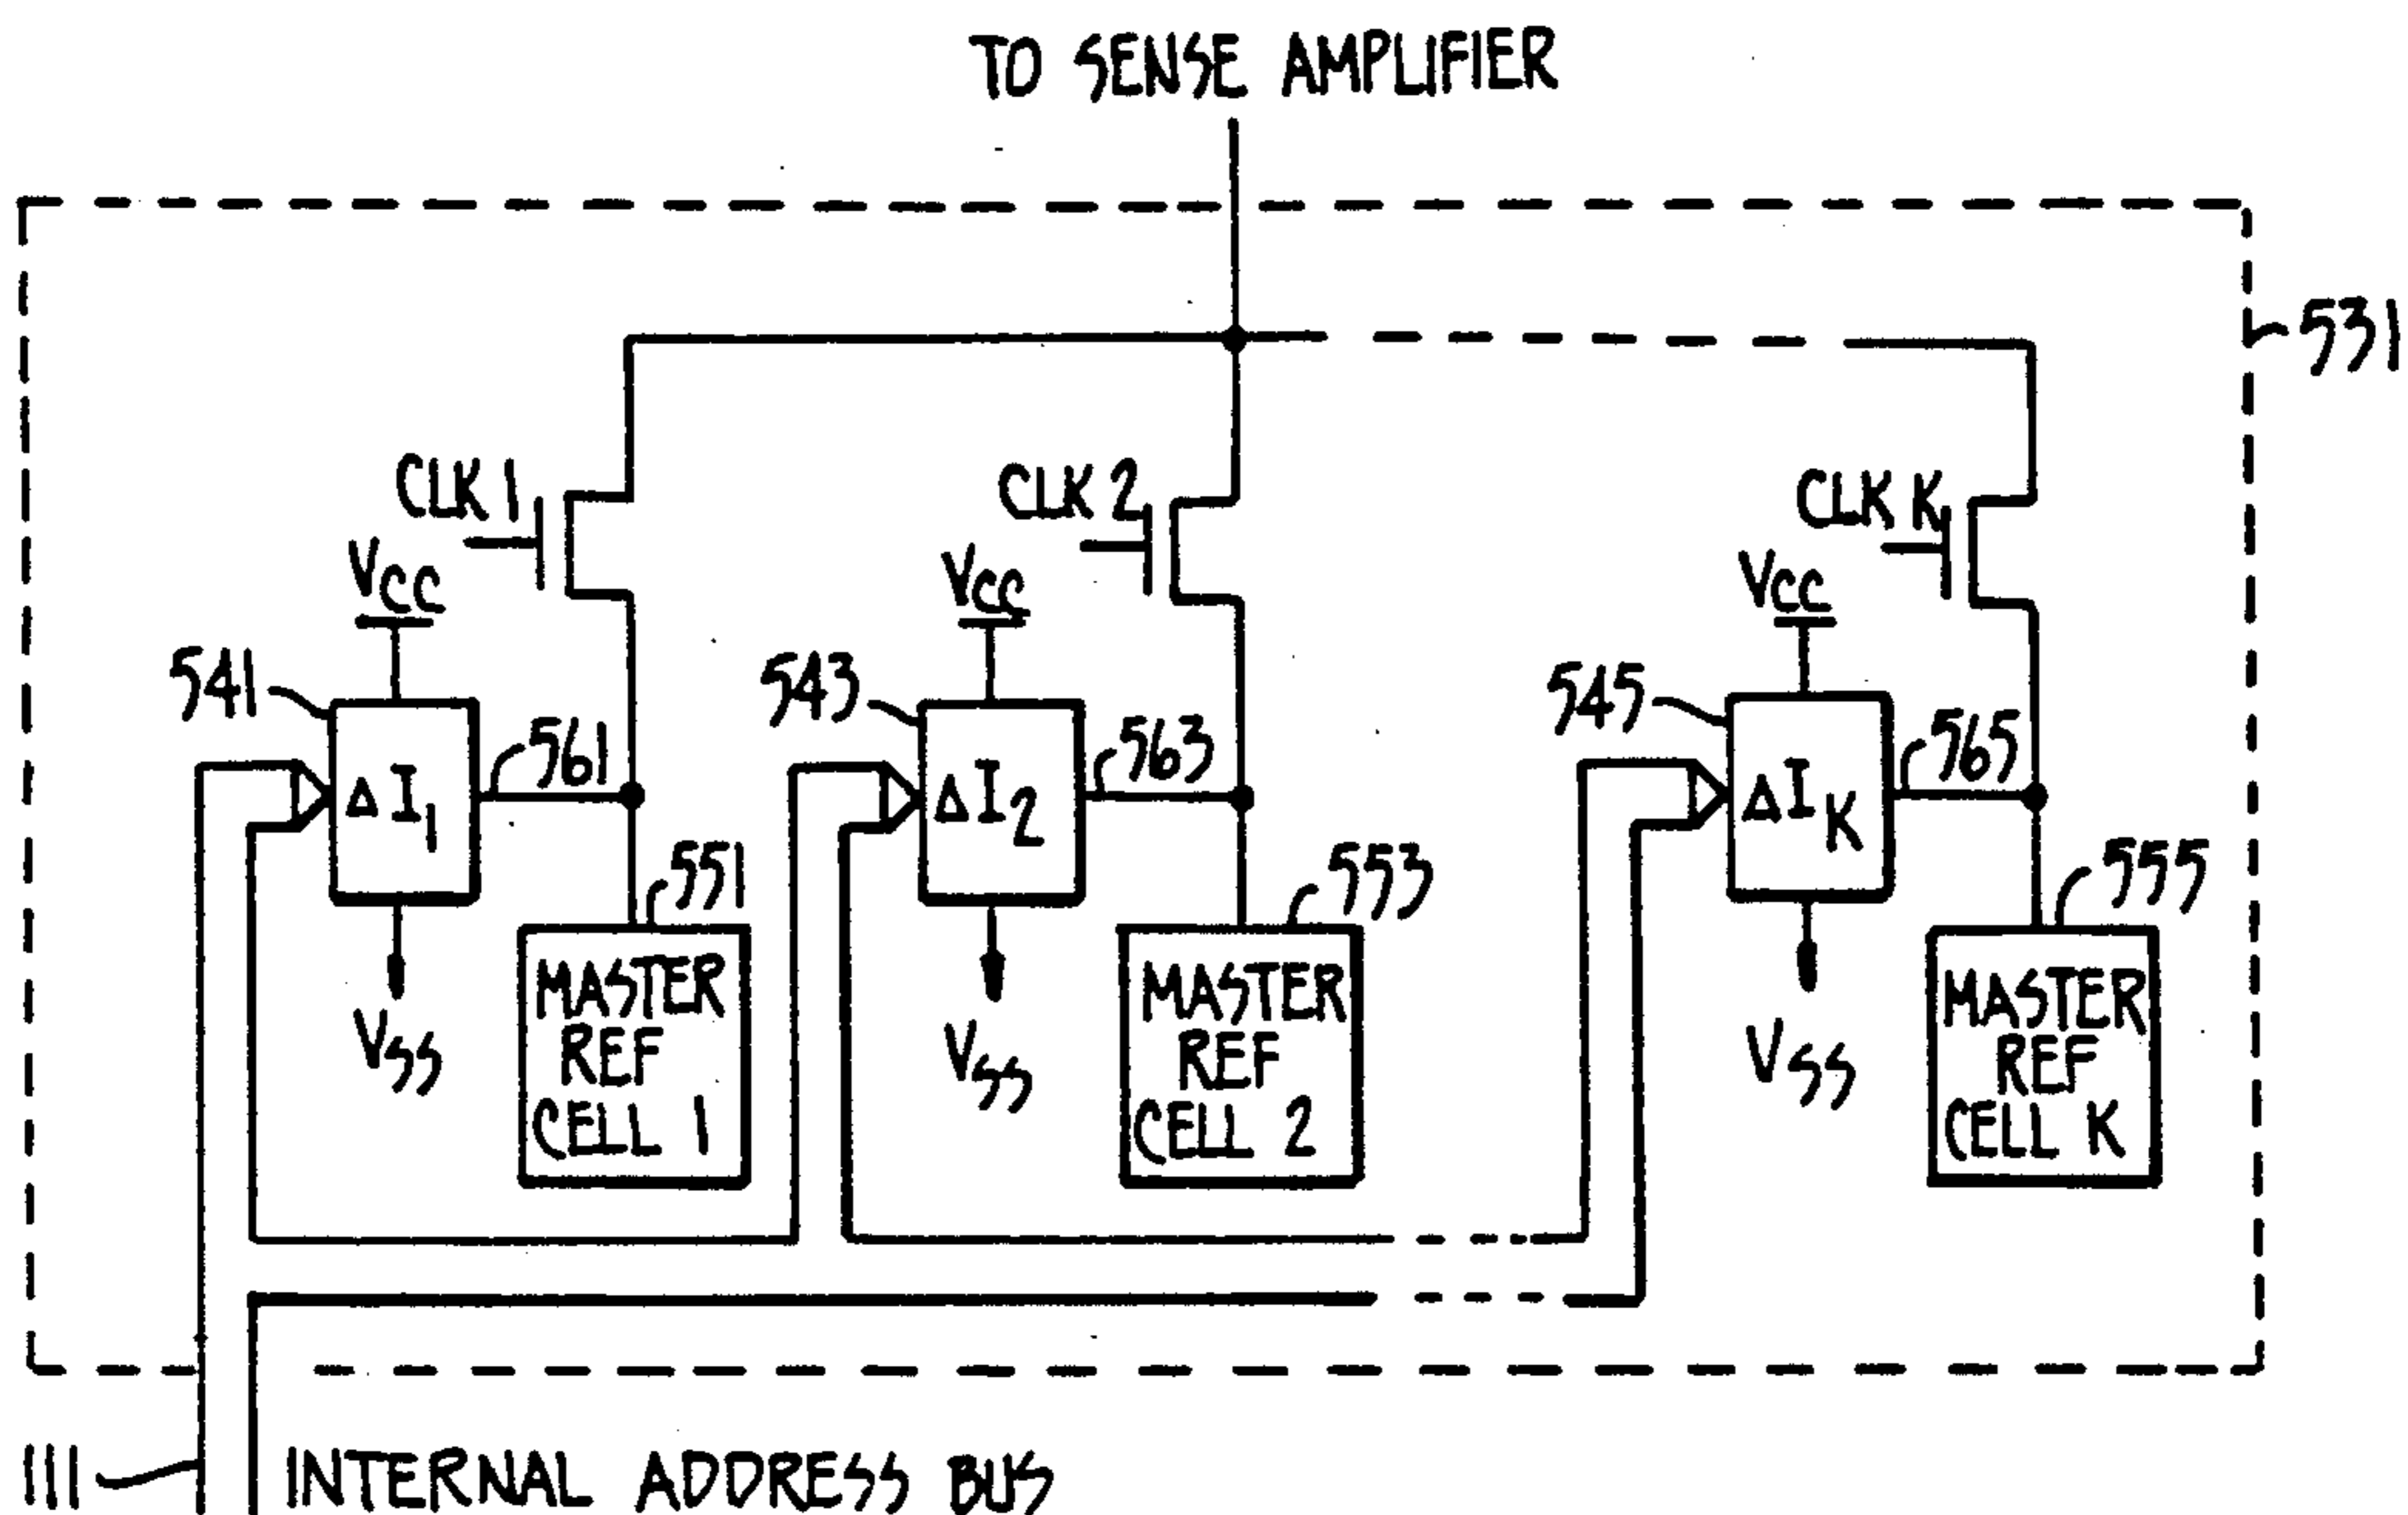 TO SENSE AMPLIFIER
531
CLK 1
CLK 2
CLK K
VCC
VCC
VCC
541
543
545
561
563
565
ΔI1
ΔI2
ΔIK
551
553
555
VSS
VSS
VSS
MASTER
REF
CELL 1
MASTER
REF
CELL 2
MASTER
REF
CELL K
111
INTERNAL ADDRESS BUS